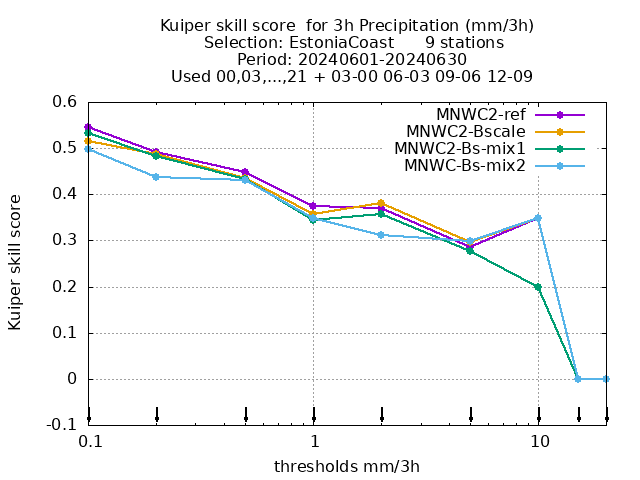 Kuiper skill score  for 3h Precipitation (mm/3h)
Selection: EstoniaCoast      9 stations
Period: 20240601-20240630
Used 00,03,...,21 + 03-00 06-03 09-06 12-09
MNWC2-ref
MNWC2-Bscale
MNWC2-Bs-mix1
MNWC-Bs-mix2
Kuiper skill score
0.6
0.5
0.4
0.3
0.2
0.1
0
-0.1
0.1 1 10
thresholds mm/3h